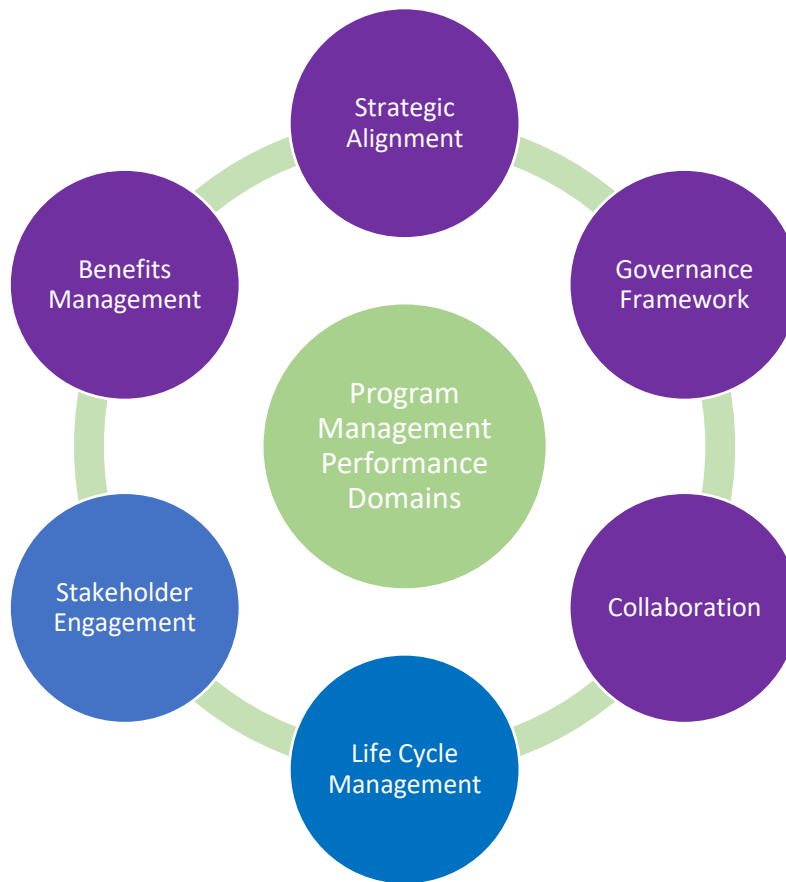 Strategic
Alignment
Governance
Framework
Collaboration
Life Cycle
Management
Stakeholder
Engagement
Benefits
Management
Program
Management
Performance
Domains